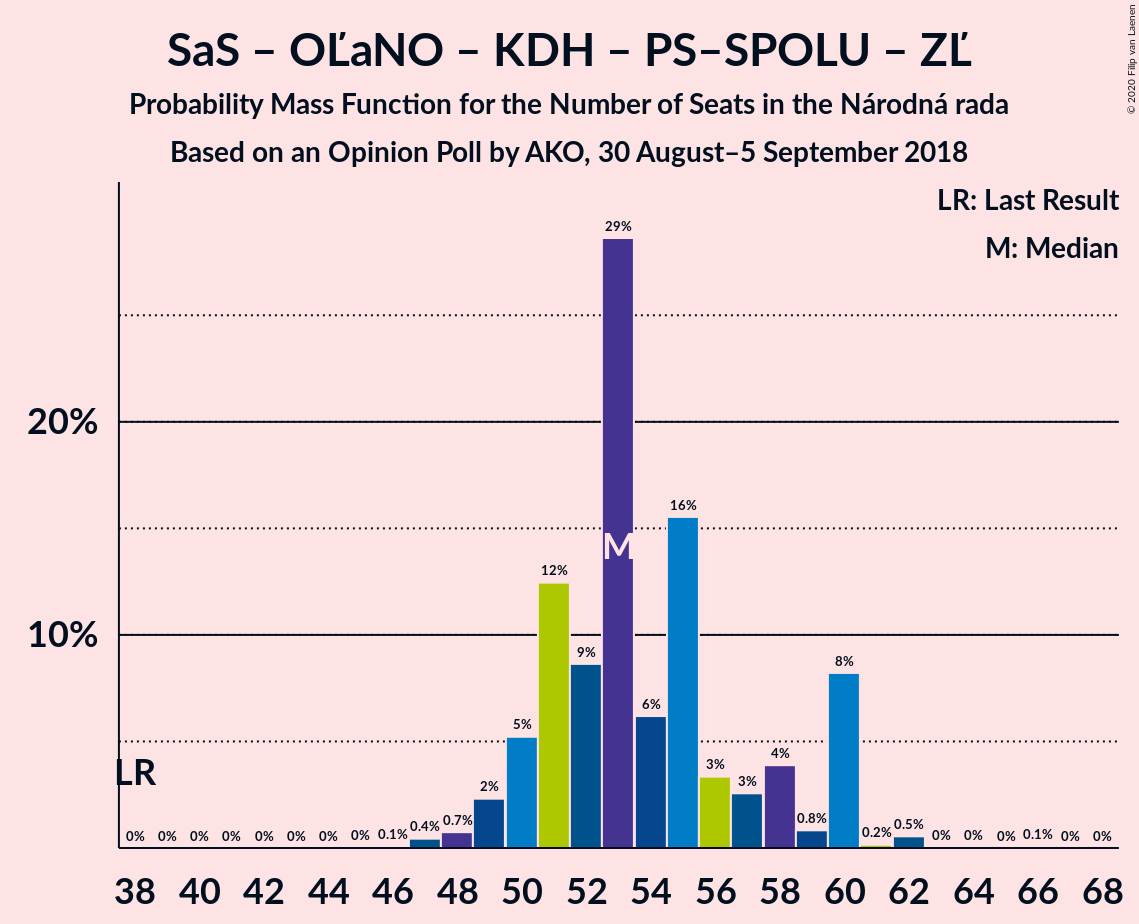 SaS – OĽaNO – KDH – PS–SPOLU – ZĽ
Probability Mass Function for the Number of Seats in the Národná rada
Based on an Opinion Poll by AKO, 30 August–5 September 2018
© 2020 Filip van Laenen
LR: Last Result
M: Median
20%
10%
LR
M
0% 0% 0% 0% 0% 0% 0% 0% 0.1% 0.4% 0.7% 2% 5% 12% 9% 29% 6% 16% 3% 3% 4% 0.8% 8% 0.2% 0.5% 0% 0% 0% 0.1% 0% 0%
38 40 42 44 46 48 50 52 54 56 58 60 62 64 66 68